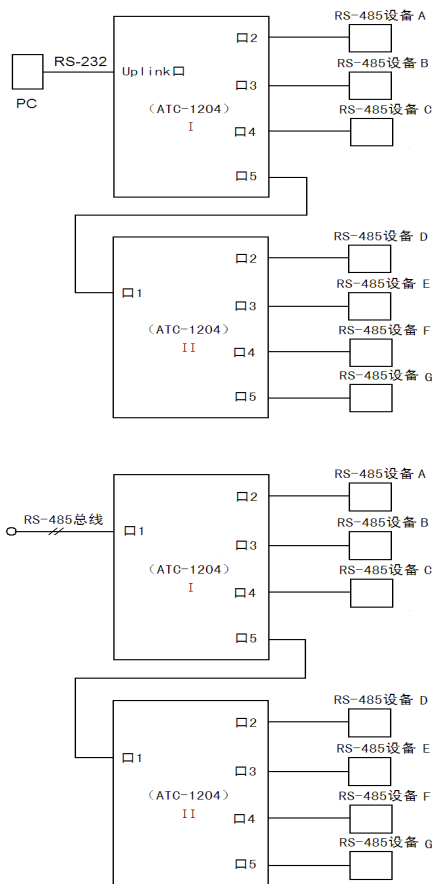 RS-485设备 A
口2
RS-232
Uplink口
PC
RS-485设备 B
口3
(ATC-1204)
I
RS-485设备 C
口4
口5
RS-485设备 D
口2
口1
RS-485设备 E
口3
(ATC-1204)
II
RS-485设备 F
口4
RS-485设备 G
口5
RS-485设备 A
口2
RS-485总线
口1
RS-485设备 B
口3
(ATC-1204)
I
RS-485设备 C
口4
口5
RS-485设备 D
口2
口1
RS-485设备 E
口3
(ATC-1204)
II
RS-485设备 F
口4
RS-485设备 G
口5